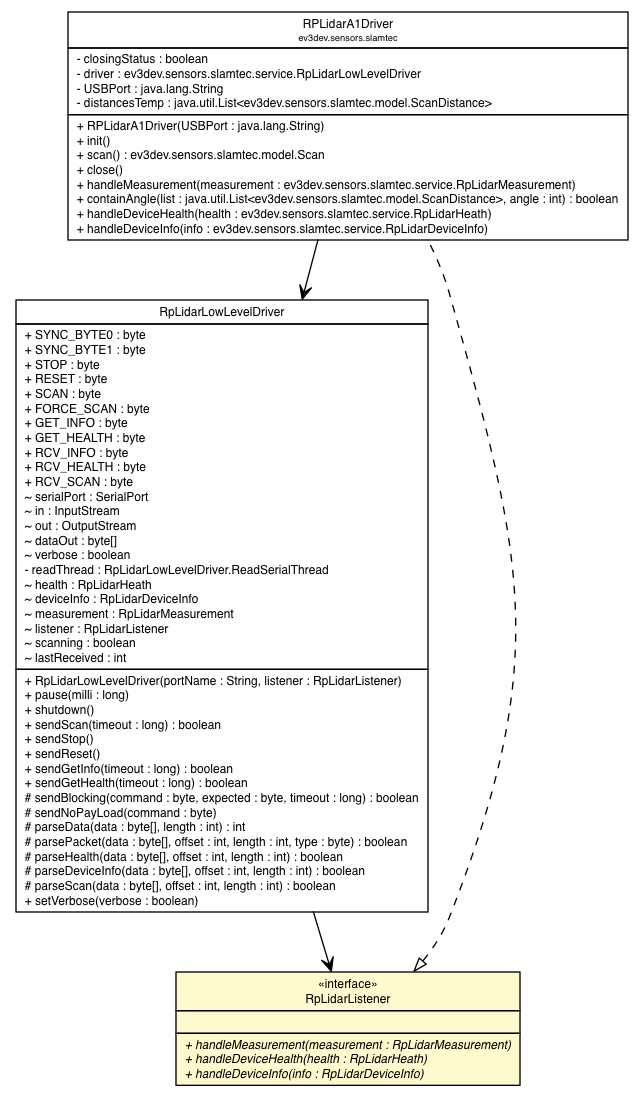 RPLidarA1Driver
ev3dev.sensors.slamtec
- closingStatus : boolean
- driver : ev3dev.sensors.slamtec.service.RpLidarLowLevelDriver
- USBPort : java.lang.String
- distancesTemp : java.util.List<ev3dev.sensors.slamtec.model.ScanDistance>
+ RPLidarA1Driver(USBPort : java.lang.String)
+ init()
+ scan() : ev3dev.sensors.slamtec.model.Scan
+ close()
+ handleMeasurement(measurement : ev3dev.sensors.slamtec.service.RpLidarMeasurement)
+ containAngle(list : java.util.List<ev3dev.sensors.slamtec.model.ScanDistance>, angle : int) : boolean
+ handleDeviceHealth(health : ev3dev.sensors.slamtec.service.RpLidarHeath)
+ handleDeviceInfo(info : ev3dev.sensors.slamtec.service.RpLidarDeviceInfo)
RpLidarLowLevelDriver
+ SYNC_BYTE0 : byte
+ SYNC_BYTE1 : byte
+ STOP : byte
+ RESET : byte
+ SCAN : byte
+ FORCE_SCAN : byte
+ GET_INFO : byte
+ GET_HEALTH : byte
+ RCV_INFO : byte
+ RCV_HEALTH : byte
+ RCV_SCAN : byte
~ serialPort : SerialPort
~ in : InputStream
~ out : OutputStream
~ dataOut : byte[]
~ verbose : boolean
- readThread : RpLidarLowLevelDriver.ReadSerialThread
~ health : RpLidarHeath
~ deviceInfo : RpLidarDeviceInfo
~ measurement : RpLidarMeasurement
~ listener : RpLidarListener
~ scanning : boolean
~ lastReceived : int
+ RpLidarLowLevelDriver(portName : String, listener : RpLidarListener)
+ pause(milli : long)
+ shutdown()
+ sendScan(timeout : long) : boolean
+ sendStop()
+ sendReset()
+ sendGetInfo(timeout : long) : boolean
+ sendGetHealth(timeout : long) : boolean
# sendBlocking(command : byte, expected : byte, timeout : long) : boolean
# sendNoPayLoad(command : byte)
# parseData(data : byte[], length : int) : int
# parsePacket(data : byte[], offset : int, length : int, type : byte) : boolean
# parseHealth(data : byte[], offset : int, length : int) : boolean
# parseDeviceInfo(data : byte[], offset : int, length : int) : boolean
# parseScan(data : byte[], offset : int, length : int) : boolean
+ setVerbose(verbose : boolean)
«interface»
RpLidarListener
+ handleMeasurement(measurement : RpLidarMeasurement)
+ handleDeviceHealth(health : RpLidarHeath)
+ handleDeviceInfo(info : RpLidarDeviceInfo)